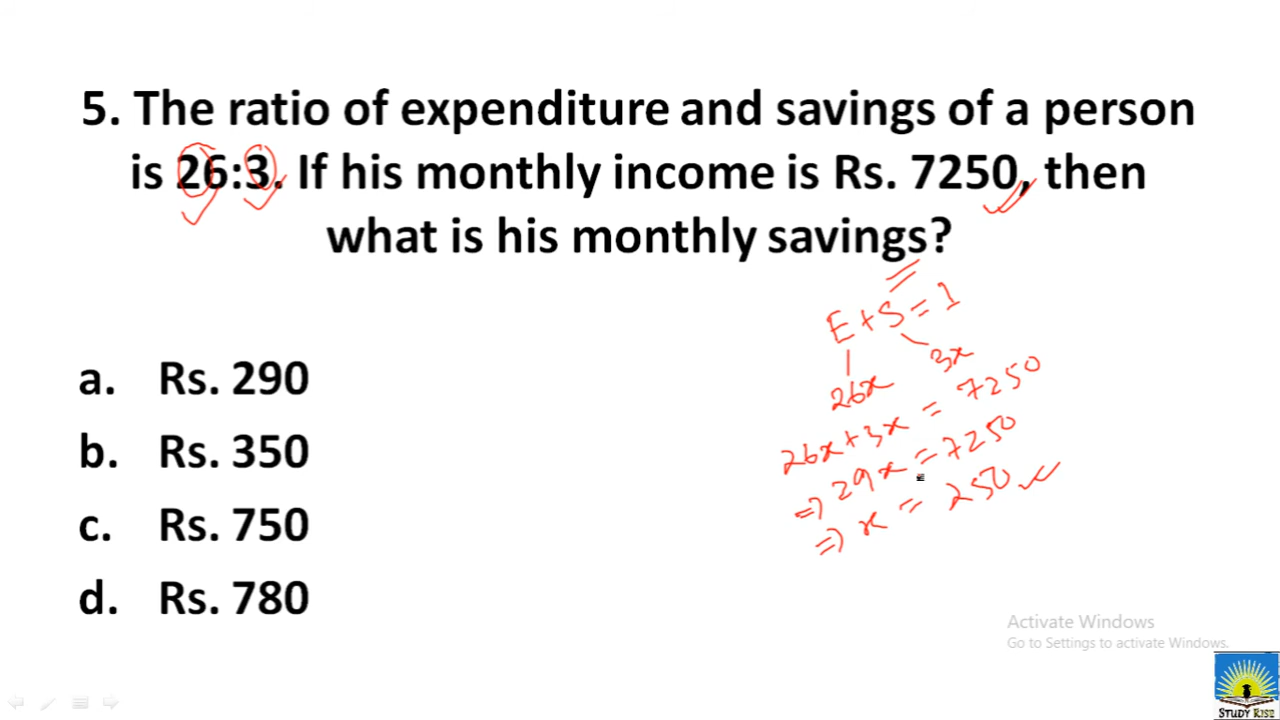 5. The ratio of expenditure and savings of a person
is 26:3. If his monthly income is Rs. 7250, then
what is his monthly savings?
E+S=I
3x
26x
26x+3x = 7250
=> 29x = 7250
=> x = 250
a. Rs. 290
b. Rs. 350
c. Rs. 750
d. Rs. 780
Activate Windows
Go to Settings to activate Windows.
STUDY RISE